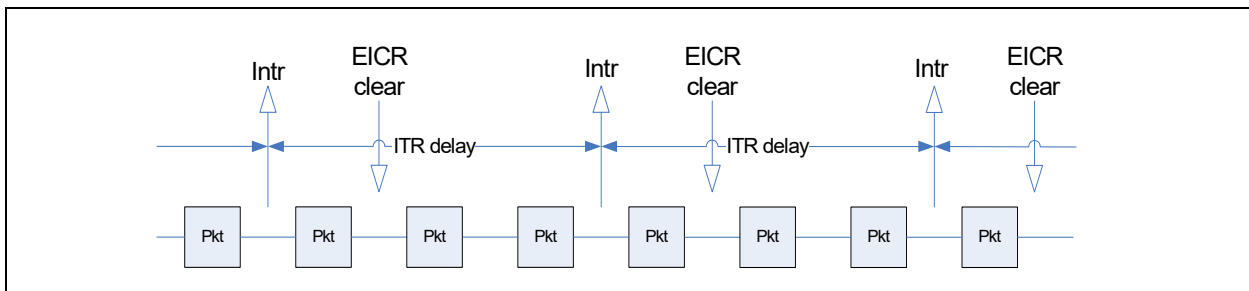 Intr
EICR
clear
Intr
EICR
clear
Intr
EICR
clear
ITR delay
ITR delay
Pkt
Pkt
Pkt
Pkt
Pkt
Pkt
Pkt
Pkt